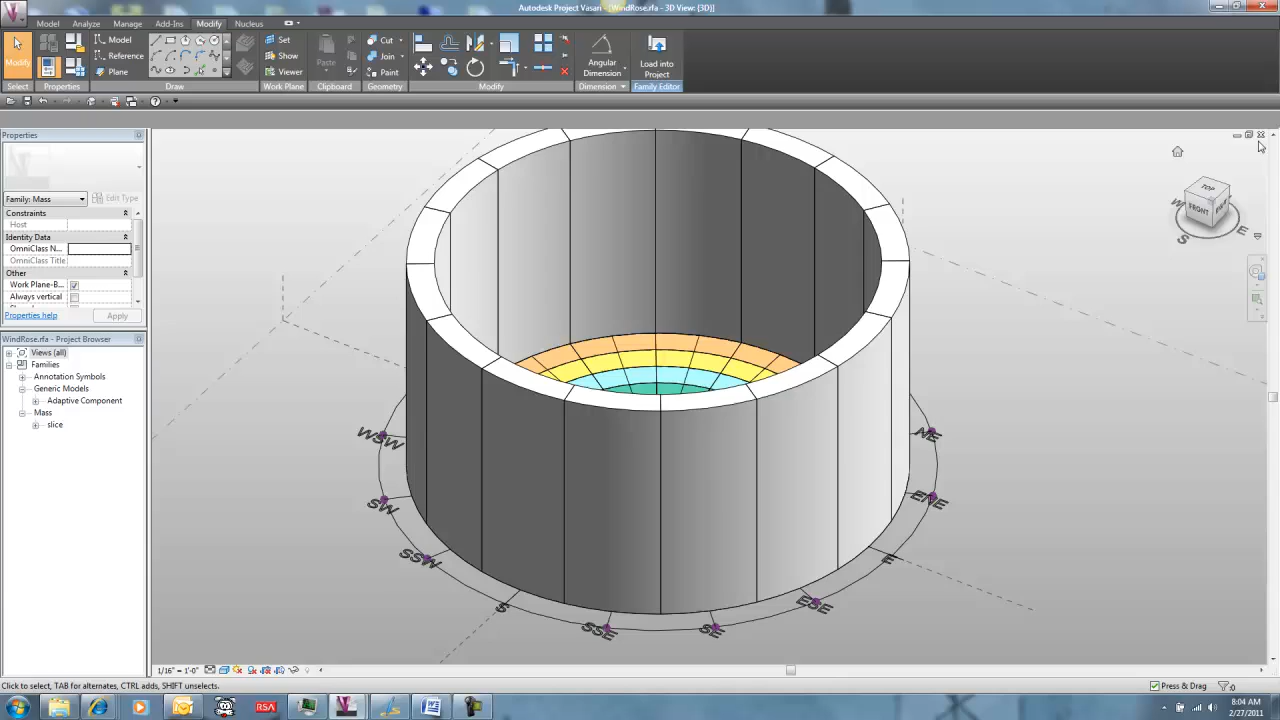 Autodesk Project Vasari - [WindRose.rfa - 3D View: {3D}]
Model Analyze Manage Add-Ins Modify Nucleus
Modify
Model
Reference
Plane
Set
Show
Viewer
Paste
Cut
Join
Paint
Angular
Dimension
Load into
Project
Select Properties Draw Work Plane Clipboard Geometry Modify Dimension Family Editor
Properties
Family: Mass Edit Type
Constraints
Host
Identity Data
OmniClass N...
OmniClass Title
Other
Work Plane-B...
Always vertical
Properties help Apply
WindRose.rfa - Project Browser
Views (all)
Families
Annotation Symbols
Generic Models
Adaptive Component
Mass
slice
TOP
FRONT
W
S
E
WSW
SW
SSW
S
SSE
SE
ESE
E
ENE
NE
1/16" = 1'-0"
Click to select, TAB for alternates, CTRL adds, SHIFT unselects.
Press & Drag
:0
RSA
8:04 AM
2/27/2011